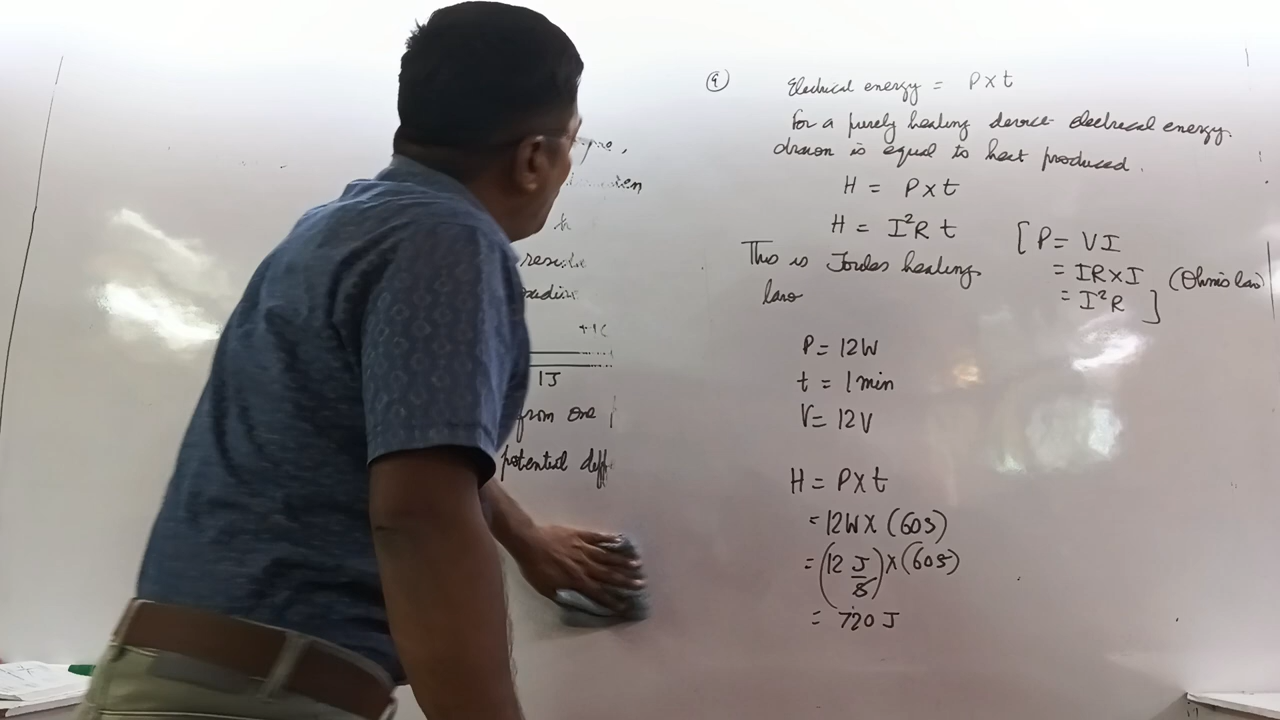 resis
1J
from one
potential diff
(9) Electrical energy = P x t
For a purely heating device electrical energy
drawn is equal to heat produced.
H = P x t
H = I²R t
This is Joules heating
law
[ P = VI
= IR x I (Ohm's law)
= I²R ]
P = 12W
t = 1 min
V = 12V
H = P x t
= 12W x (60s)
= (12 J/s) x (60s)
= 720 J